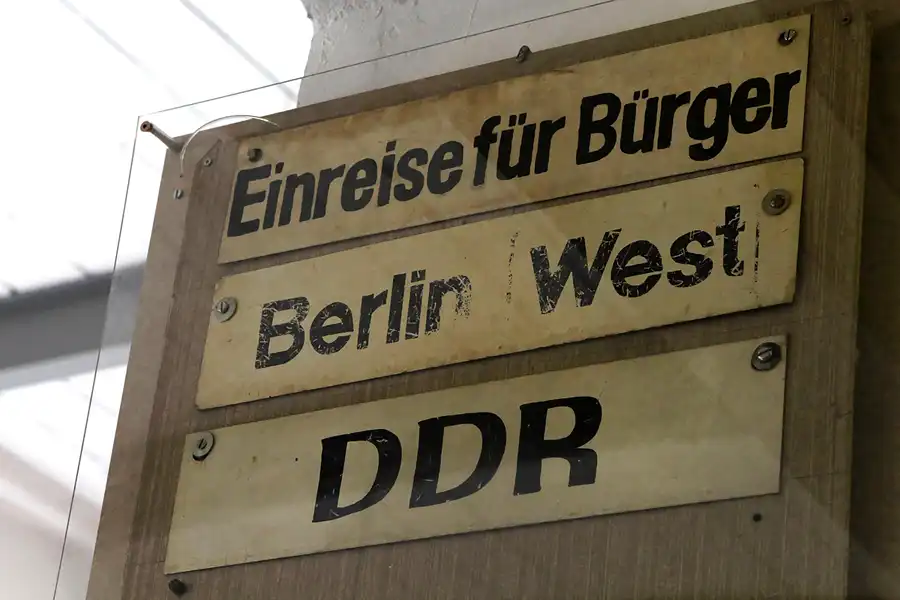 Einreise für Bürger
Berlin (West)
DDR